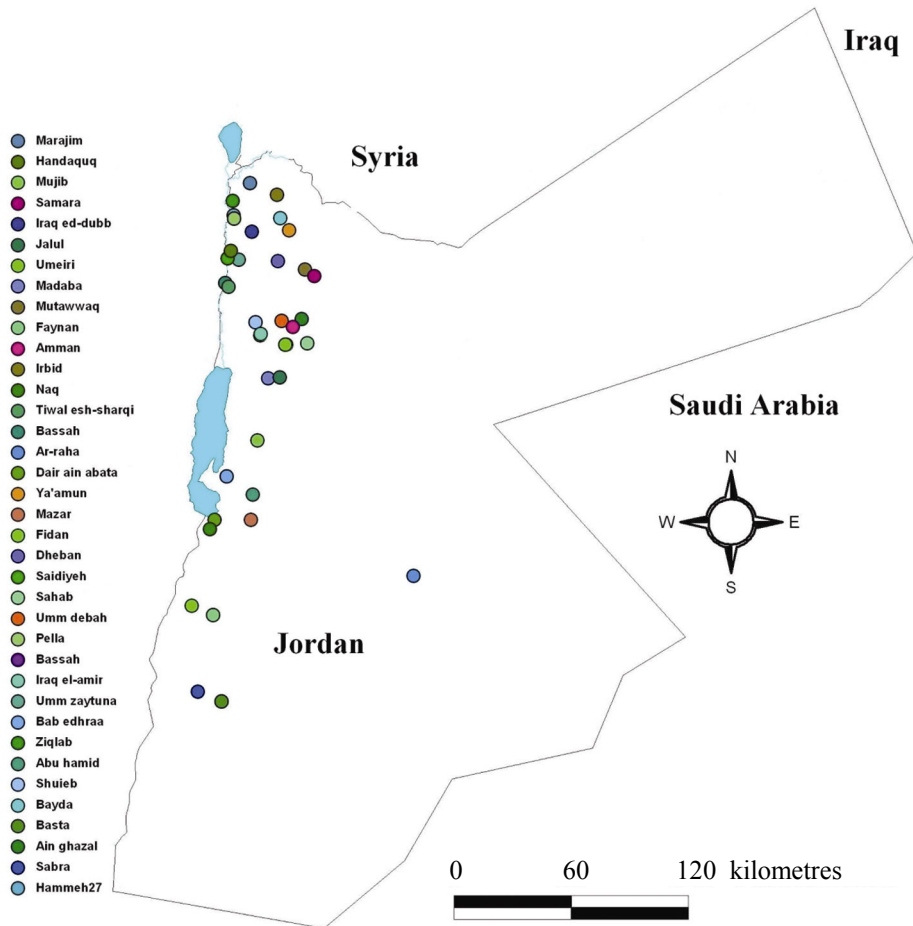 Iraq
Syria
Marajim
Handaquq
Mujib
Samara
Iraq ed-dubb
Jalul
Umeiri
Madaba
Mutawwaq
Faynan
Amman
Irbid
Naq
Tiwal esh-sharqi
Bassah
Ar-raha
Dair ain abata
Ya'amun
Mazar
Fidan
Dheban
Saidiyeh
Sahab
Umm debah
Pella
Bassah
Iraq el-amir
Umm zaytuna
Bab edhraa
Ziqlab
Abu hamid
Shuieb
Bayda
Basta
Ain ghazal
Sabra
Hammeh27
Saudi Arabia
N
W E
S
Jordan
0 60 120 kilometres